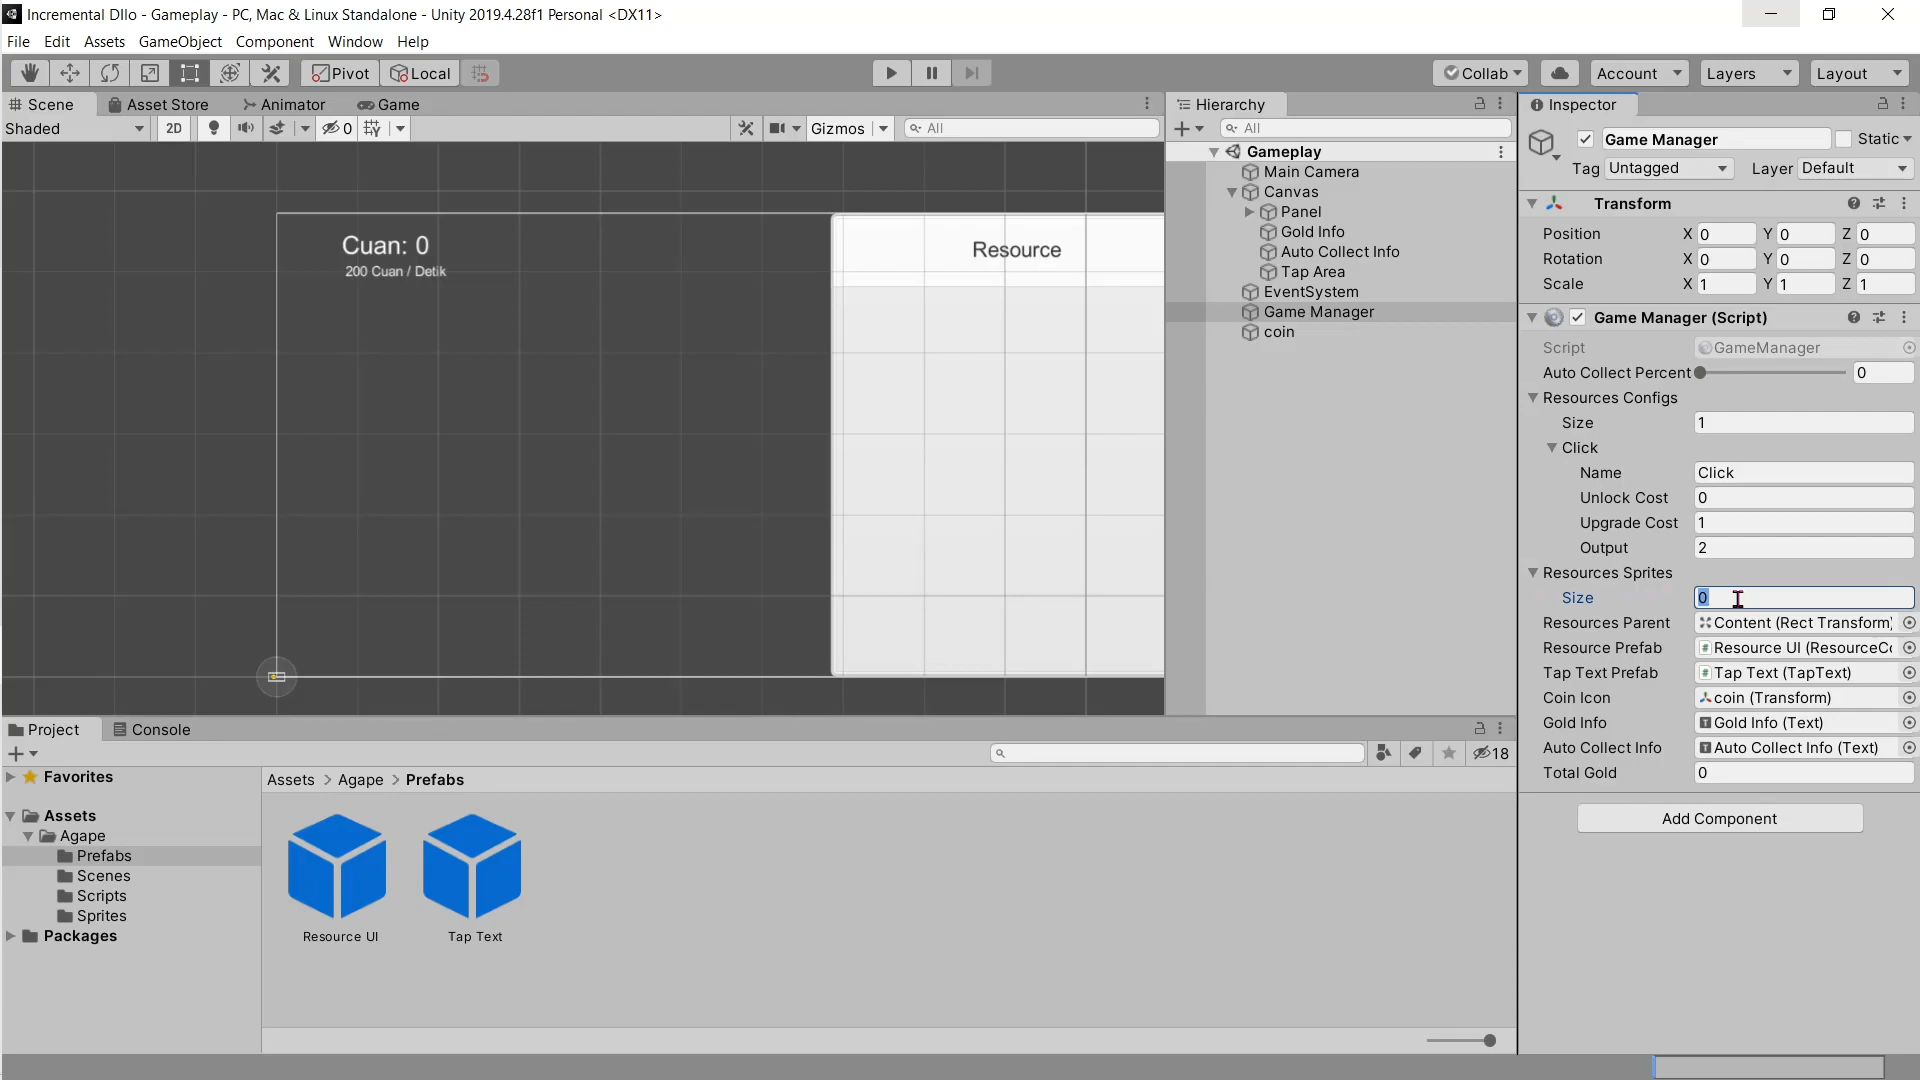 Incremental Dllo - Gameplay - PC, Mac & Linux Standalone - Unity 2019.4.28f1 Personal <DX11>
File Edit Assets GameObject Component Window Help
Pivot Local Collab Account Layers Layout
Scene Asset Store Animator Game
Shaded 2D 0 Gizmos All
Cuan: 0
200 Cuan / Detik
Resource
Hierarchy
All
Gameplay
Main Camera
Canvas
Panel
Gold Info
Auto Collect Info
Tap Area
EventSystem
Game Manager
coin
Inspector
Game Manager Static
Tag Untagged Layer Default
Transform
Position X 0 Y 0 Z 0
Rotation X 0 Y 0 Z 0
Scale X 1 Y 1 Z 1
Game Manager (Script)
Script GameManager
Auto Collect Percent 0
Resources Configs
Size 1
Click
Name Click
Unlock Cost 0
Upgrade Cost 1
Output 2
Resources Sprites
Size 0
Resources Parent Content (Rect Transform)
Resource Prefab Resource UI (ResourceCo
Tap Text Prefab Tap Text (TapText)
Coin Icon coin (Transform)
Gold Info Gold Info (Text)
Auto Collect Info Auto Collect Info (Text)
Total Gold 0
Add Component
Project Console
18
Favorites
Assets
Agape
Prefabs
Scenes
Scripts
Sprites
Packages
Assets > Agape > Prefabs
Resource UI Tap Text